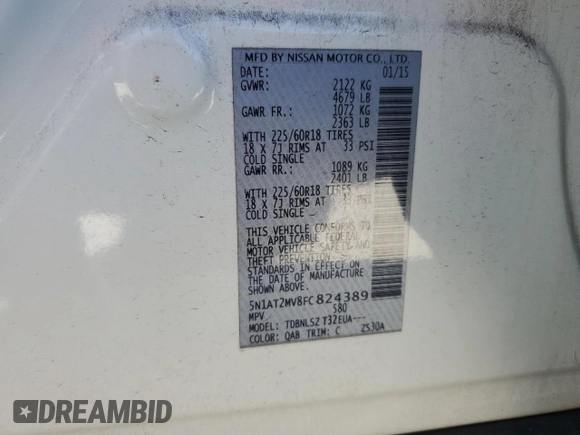 MFD BY NISSAN MOTOR CO., LTD.
DATE: 01/15
GVWR: 2122 KG
4679 LB
GAWR FR.: 1072 KG
2363 LB
WITH 225/60R18 TIRES
18 X 7J RIMS AT 33 PSI
COLD SINGLE
GAWR RR.: 1089 KG
2401 LB
WITH 225/60R18 TIRES
18 X 7J RIMS AT PSI
COLD SINGLE
THIS VEHICLE CONFORMS TO
ALL APPLICABLE FEDERAL
MOTOR VEHICLE SAFETY AND
THEFT PREVENTION
STANDARDS IN EFFECT ON
THE DATE OF MANUFACTURE
SHOWN ABOVE.
5N1AT2MV8FC824389
MPV 580
MODEL: TDBNLSZ T32EUA---
COLOR: QAB TRIM: C ZS30A
DREAMBID